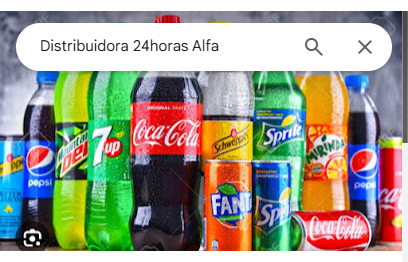 Distribuidora 24horas Alfa
Mountain
DEW
7up
ORIGINAL TASTE
Coca-Cola
Schweppes
Sprite
MIRINDA
pepsi
pepsi
FANTA
Sprite
Coca-Cola